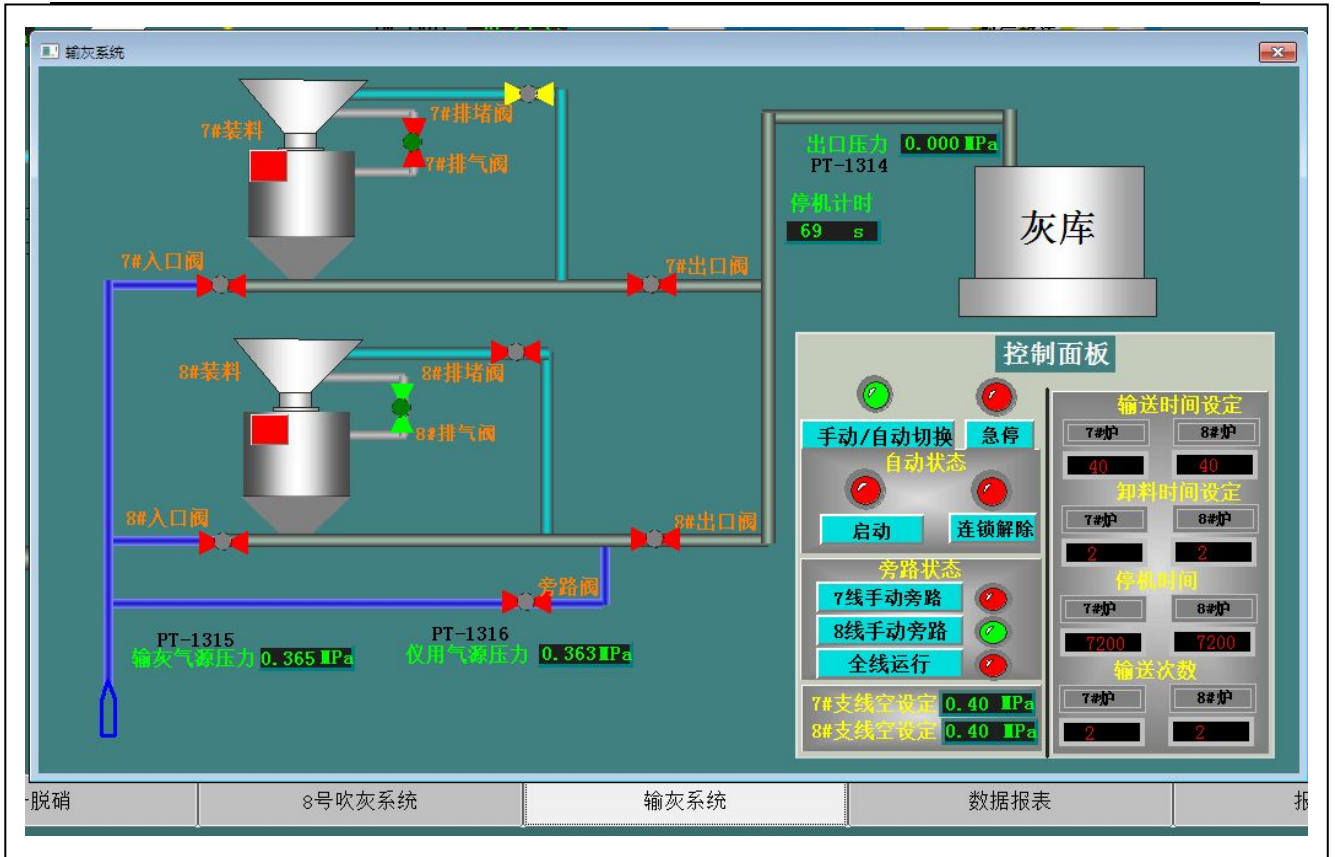 输灰系统
7#装料
7#排堵阀
7#排气阀
出口压力 0.000 MPa
PT-1314
停机计时
69 s
灰库
7#入口阀
7#出口阀
8#装料
8#排堵阀
8#排气阀
8#入口阀
8#出口阀
旁路阀
PT-1315
输灰气源压力 0.365 MPa
PT-1316
仪用气源压力 0.363MPa
控制面板
手动/自动切换 急停
自动状态
启动 连锁解除
旁路状态
7线手动旁路
8线手动旁路
全线运行
7#支线空设定 0.40 MPa
8#支线空设定 0.40 MPa
输送时间设定
7#炉 8#炉
40 40
卸料时间设定
7#炉 8#炉
2 2
停机时间
7#炉 8#炉
7200 7200
输送次数
7#炉 8#炉
2 2
脱硝 8号吹灰系统 输灰系统 数据报表